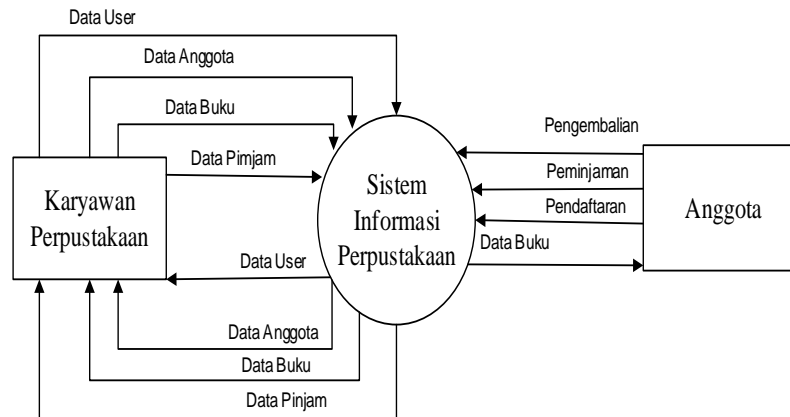 Data User
Data Anggota
Data Buku
Data Pimjam
Karyawan
Perpustakaan
Data User
Data Anggota
Data Buku
Data Pinjam
Sistem
Informasi
Perpustakaan
Pengembalian
Peminjaman
Pendaftaran
Data Buku
Anggota